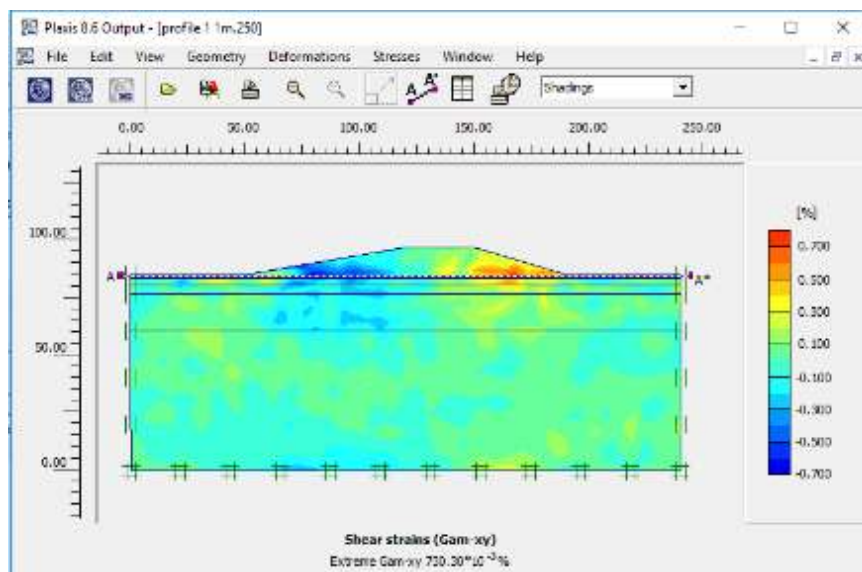 Plaxis 8.6 Output - [profile 1 1m.250]
File Edit View Geometry Deformations Stresses Window Help
Shadings
0.00 50.00 100.00 150.00 200.00 250.00
100.00
50.00
0.00
A
A*
[%]
0.700
0.500
0.300
0.100
-0.100
-0.300
-0.500
-0.700
Shear strains (Gam-xy)
Extreme Gam-xy 730.30*10-3 %